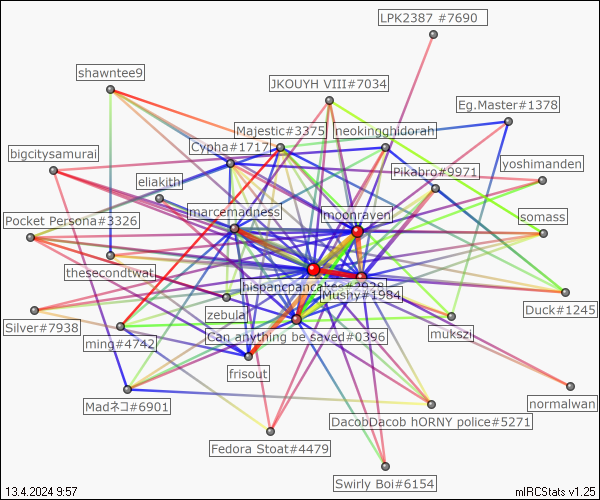 LPK2387 #7690
shawntee9
JKOUYH VIII#7034
Eg.Master#1378
Majestic#3375
neokingghidorah
Cypha#1717
bigcitysamurai
yoshimanden
Pikabro#9971
eliakith
marcemadness
moonraven
Pocket Persona#3326
somass
thesecondtwat
hispencpancakes#2928
Mushy#1984
zebula
Duck#1245
Silver#7938
Can anything be saved#0396
mukszi
ming#4742
frisout
normalwan
Madネコ#6901
DacobDacob hORNY police#5271
Fedora Stoat#4479
Swirly Boi#6154
13.4.2024 9:57
mIRCStats v1.25